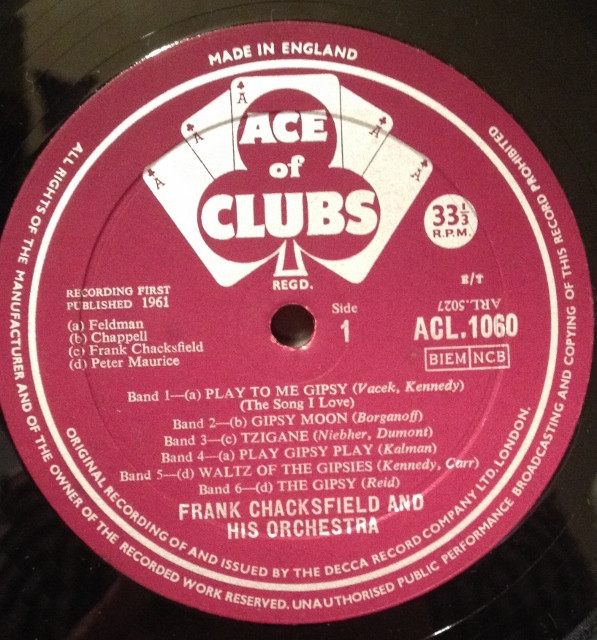 MADE IN ENGLAND
A
A
A
A
A
ACE
of
CLUBS
REGD.
33 1/3
R.P.M.
RECORDING FIRST
PUBLISHED 1961
(a) Feldman
(b) Chappell
(c) Frank Chacksfield
(d) Peter Maurice
Side
1
E/T
ARL.5027
ACL.1060
BIEM NCB
Band 1—(a) PLAY TO ME GIPSY (Vacek, Kennedy)
(The Song I Love)
Band 2—(b) GIPSY MOON (Borganoff)
Band 3—(c) TZIGANE (Niebher, Dumont)
Band 4—(a) PLAY GIPSY PLAY (Kalman)
Band 5—(d) WALTZ OF THE GIPSIES (Kennedy, Carr)
Band 6—(d) THE GIPSY (Reid)
FRANK CHACKSFIELD AND
HIS ORCHESTRA
ORIGINAL RECORDING OF AND ISSUED BY THE DECCA RECORD COMPANY LTD. LONDON.
ALL RIGHTS OF THE MANUFACTURER AND OF THE OWNER OF THE RECORDED WORK RESERVED. UNAUTHORISED PUBLIC PERFORMANCE BROADCASTING AND COPYING OF THIS RECORD PROHIBITED